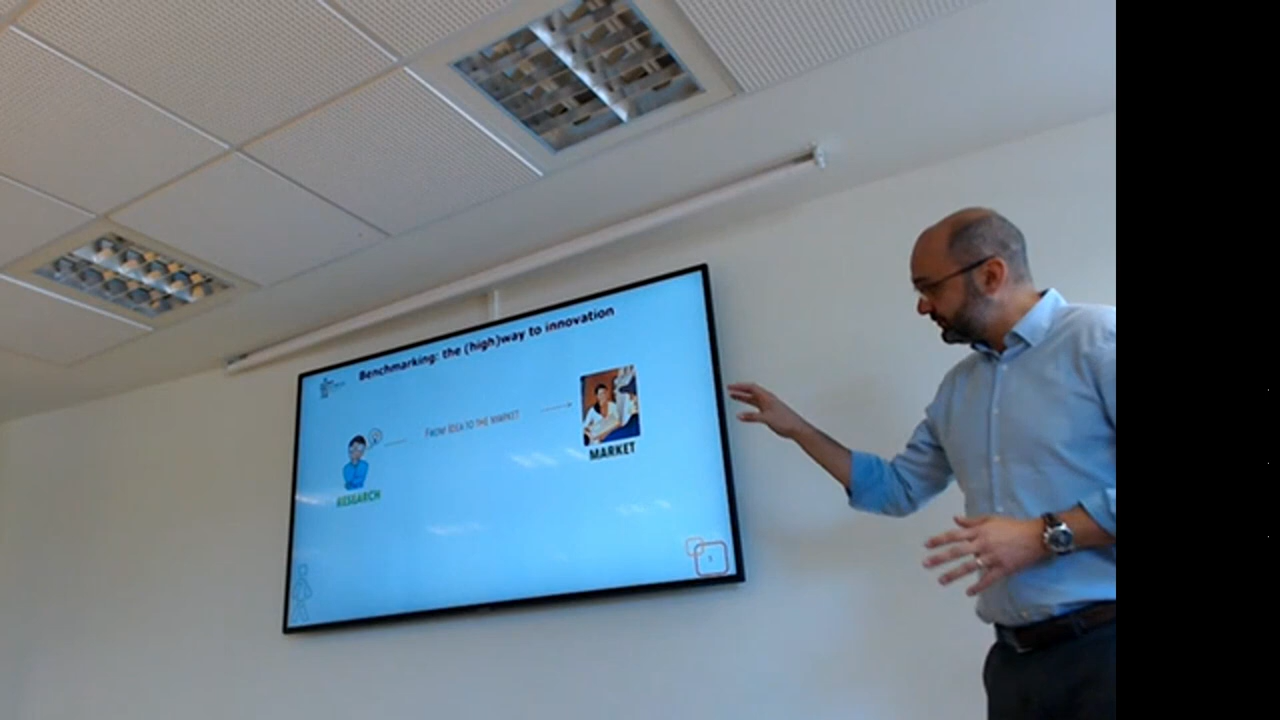 Benchmarking: the (high)way to innovation
FROM IDEA TO THE MARKET
MARKET
RESEARCH